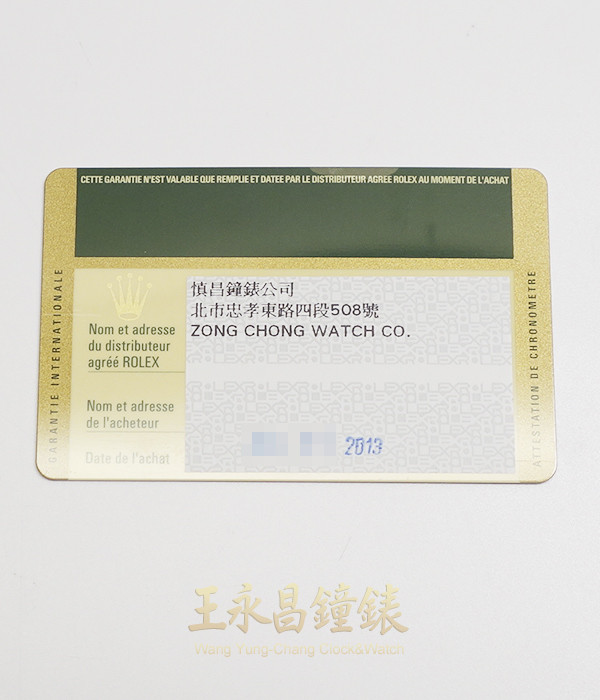 CETTE GARANTIE N'EST VALABLE QUE REMPLIE ET DATEE PAR LE DISTRIBUTEUR AGREE ROLEX AU MOMENT DE L'ACHAT
GARANTIE INTERNATIONALE
慎昌鐘錶公司
北市忠孝東路四段508號
ZONG CHONG WATCH CO.
Nom et adresse
du distributeur
agréé ROLEX
Nom et adresse
de l'acheteur
2013
Date de l'achat
ATTESTATION DE CHRONOMETRE
王永昌鐘錶
Wang Yung-Chang Clock&Watch